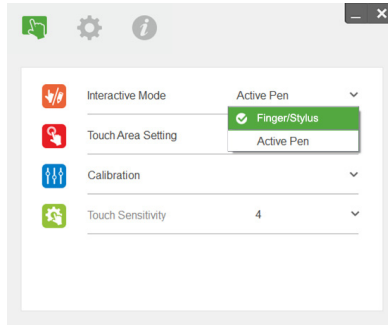 Interactive Mode Active Pen
Finger/Stylus
Touch Area Setting
Active Pen
Calibration
Touch Sensitivity 4